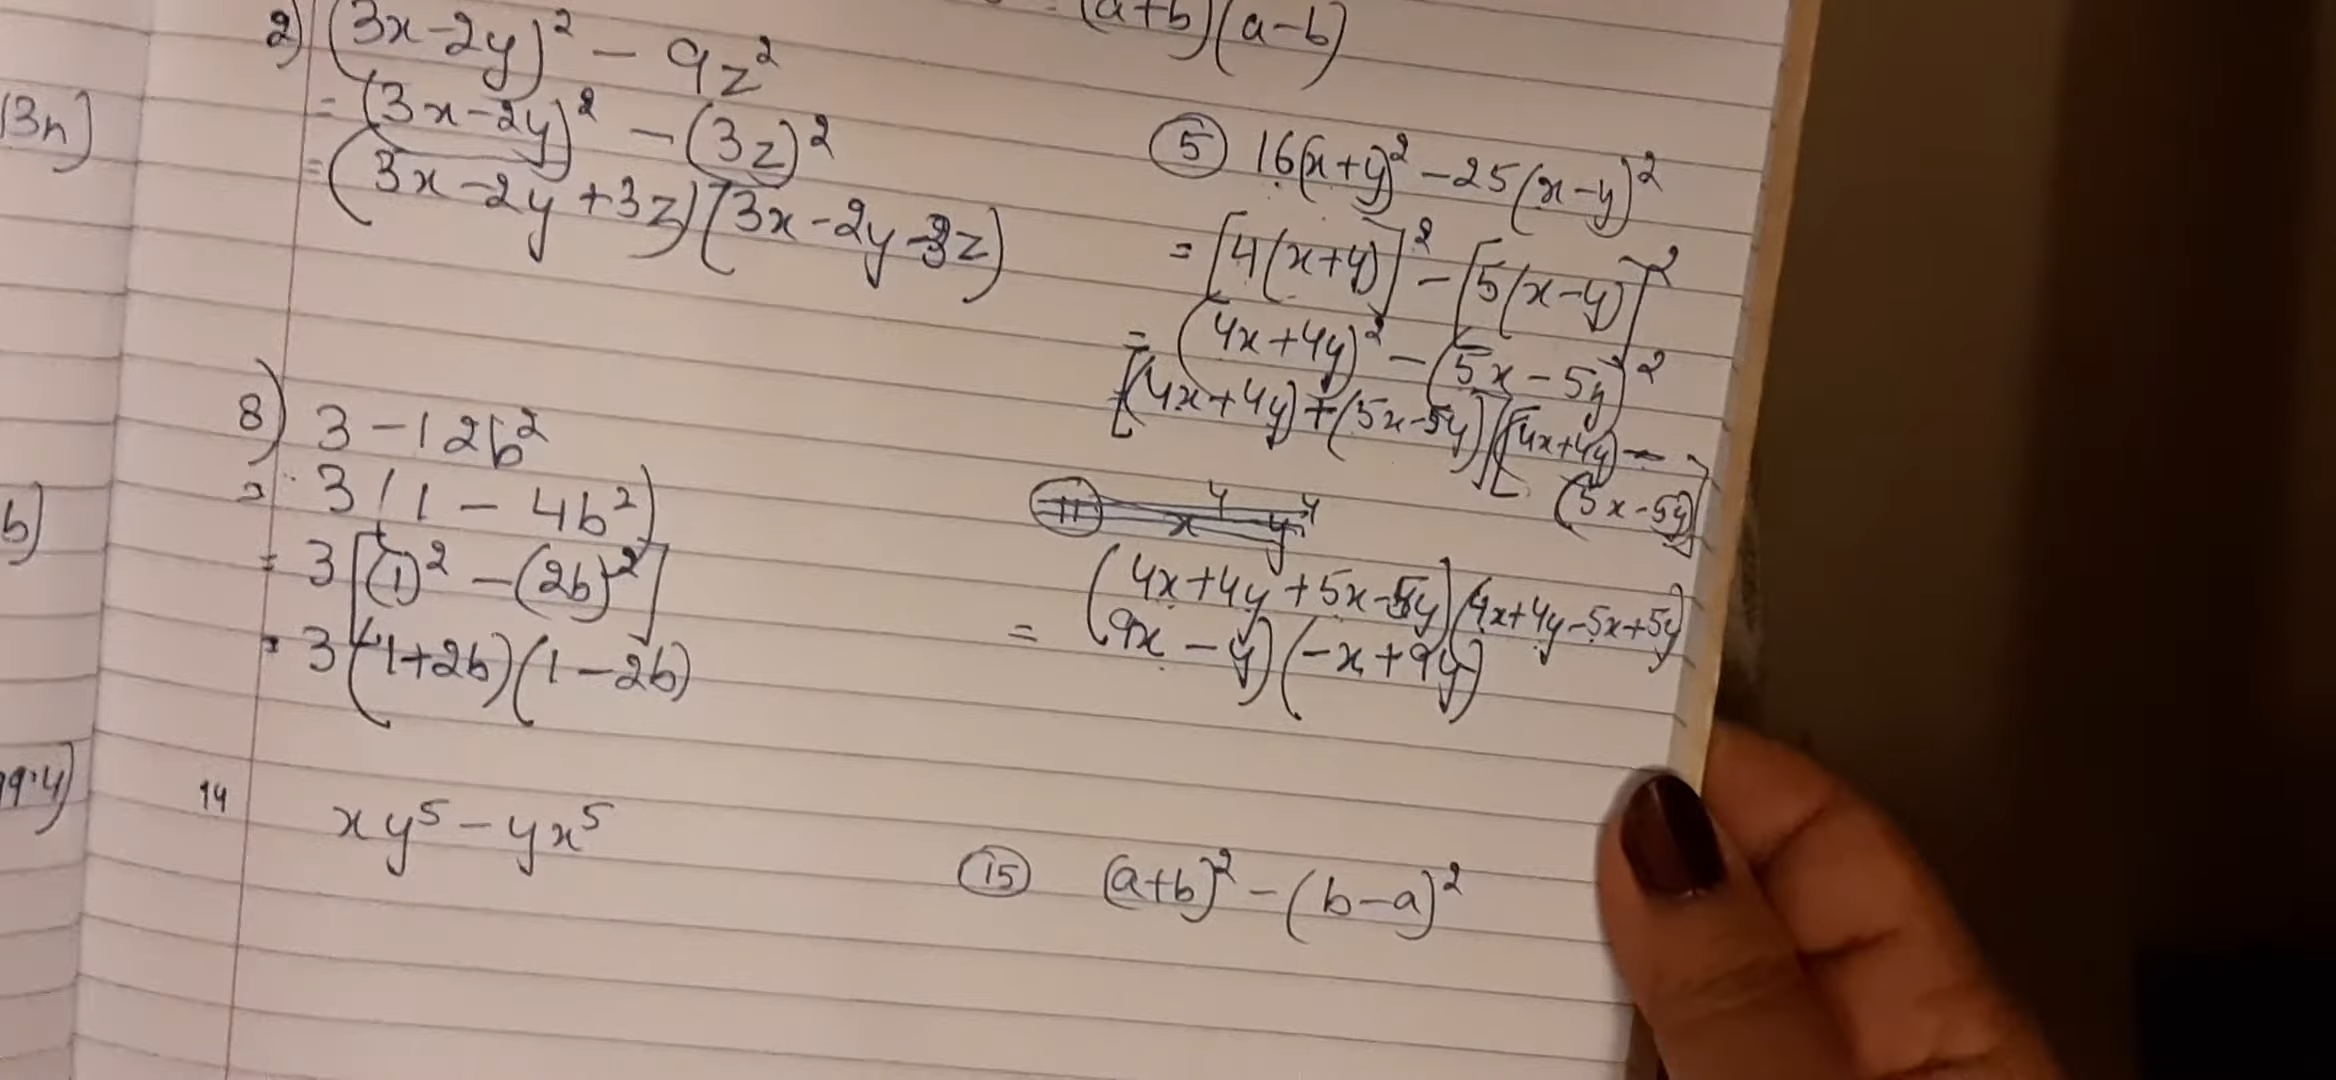 (a+b)(a-b)
2) (3x-2y)² - 9z²
= (3x-2y)² - (3z)²
= (3x-2y+3z)(3x-2y-3z)
(5) 16(x+y)² - 25(x-y)²
= [4(x+y)]² - [5(x-y)]²
= (4x+4y)² - (5x-5y)²
[(4x+4y)+(5x-5y)][(4x+4y)-
(5x-5y)]
(4x+4y+5x-5y)(4x+4y-5x+5y)
= (9x-y)(-x+9y)
8) 3-12b²
= 3(1-4b²)
= 3[(1)²-(2b)²]
= 3(1+2b)(1-2b)
14 xy⁵-yx⁵
(15) (a+b)²-(b-a)²